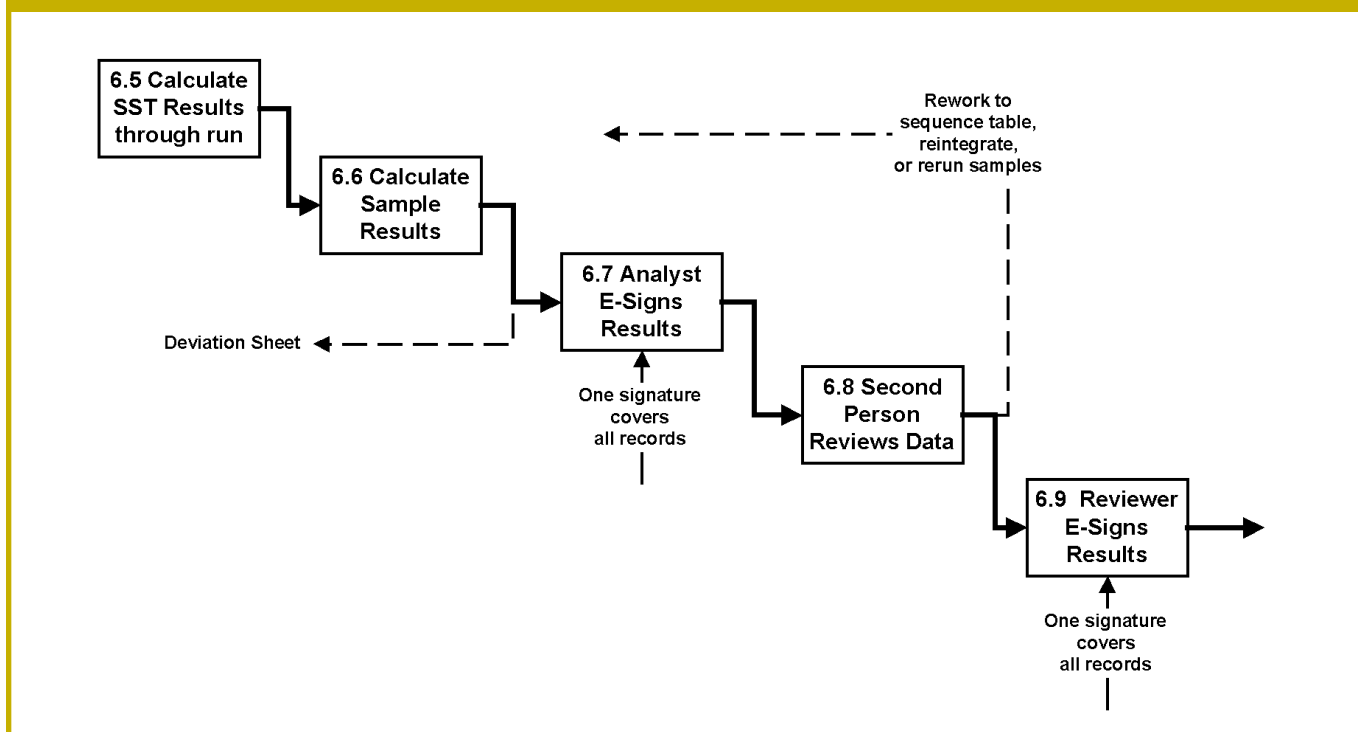 6.5 Calculate
SST Results
through run
Rework to
sequence table,
reintegrate,
or rerun samples
6.6 Calculate
Sample
Results
6.7 Analyst
E-Signs
Results
Deviation Sheet
One signature
covers
all records
6.8 Second
Person
Reviews Data
6.9 Reviewer
E-Signs
Results
One signature
covers
all records